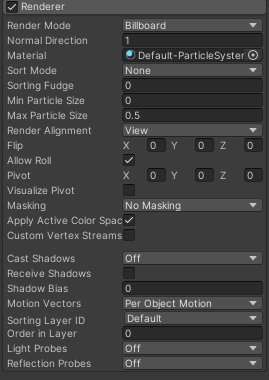 Renderer
Render Mode Billboard
Normal Direction 1
Material Default-ParticleSyster
Sort Mode None
Sorting Fudge 0
Min Particle Size 0
Max Particle Size 0.5
Render Alignment View
Flip X 0 Y 0 Z 0
Allow Roll
Pivot X 0 Y 0 Z 0
Visualize Pivot
Masking No Masking
Apply Active Color Spac
Custom Vertex Streams
Cast Shadows Off
Receive Shadows
Shadow Bias 0
Motion Vectors Per Object Motion
Sorting Layer ID Default
Order in Layer 0
Light Probes Off
Reflection Probes Off